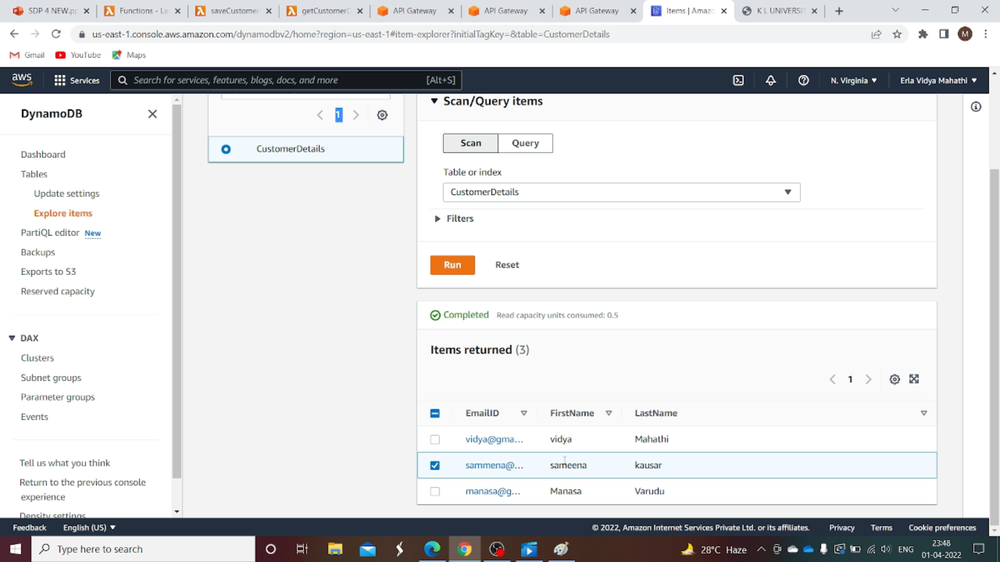 SDP 4 NEW.pp
Functions - La
saveCustomer
getCustomerD
API Gateway
API Gateway
API Gateway
Items | Amazo
K L UNIVERSIT
us-east-1.console.aws.amazon.com/dynamodbv2/home?region=us-east-1#item-explorer?initialTagKey=&table=CustomerDetails
M
Gmail YouTube Maps
aws Services Search for services, features, blogs, docs, and more [Alt+S] N. Virginia Erla Vidya Mahathi
DynamoDB
Dashboard
Tables
Update settings
Explore items
PartiQL editor New
Backups
Exports to S3
Reserved capacity
DAX
Clusters
Subnet groups
Parameter groups
Events
Tell us what you think
Return to the previous console
experience
Density settings
1
CustomerDetails
Scan/Query items
Scan Query
Table or index
CustomerDetails
Filters
Run Reset
Completed Read capacity units consumed: 0.5
Items returned (3)
1
EmailID FirstName LastName
vidya@gma... vidya Mahathi
sammena@... sameena kausar
manasa@g... Manasa Varudu
Feedback English (US) © 2022, Amazon Internet Services Private Ltd. or its affiliates. Privacy Terms Cookie preferences
Type here to search 28°C Haze ENG 23:48
01-04-2022